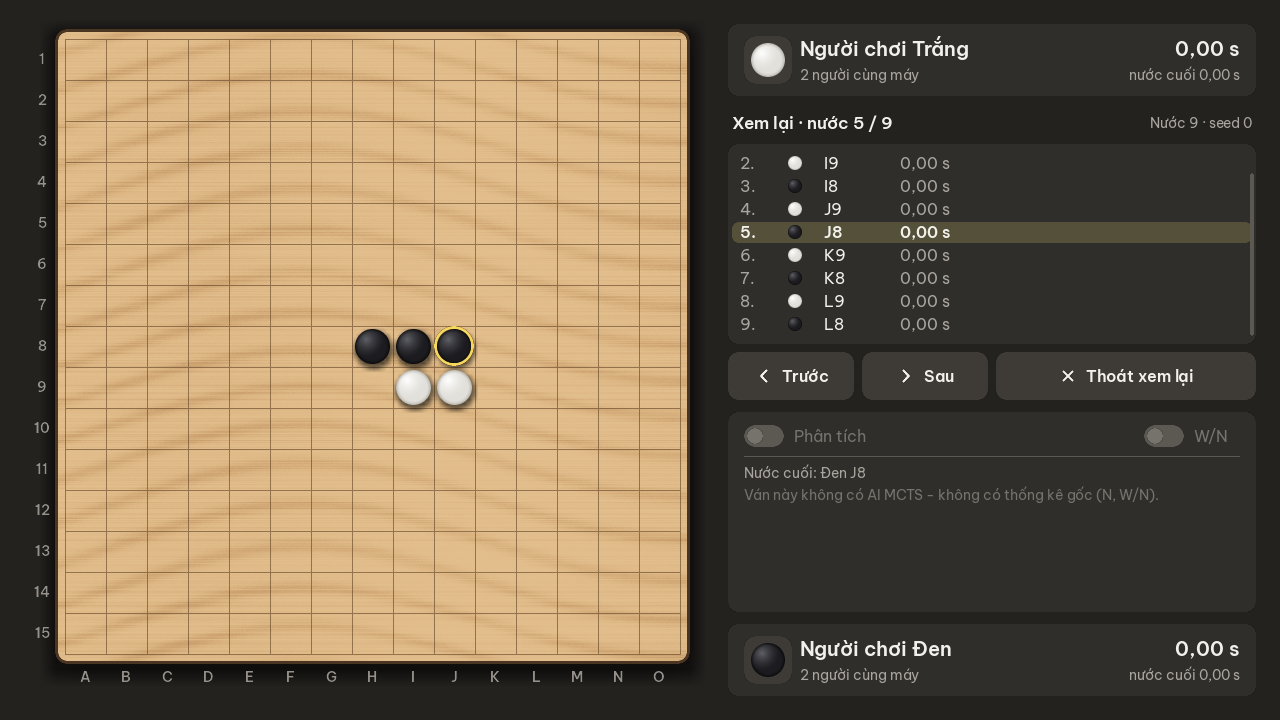 1
2
3
4
5
6
7
8
9
10
11
12
13
14
15
A B C D E F G H I J K L M N O
Người chơi Trắng 0,00 s
2 người cùng máy nước cuối 0,00 s
Xem lại · nước 5 / 9 Nước 9 · seed 0
2. I9 0,00 s
3. I8 0,00 s
4. J9 0,00 s
5. J8 0,00 s
6. K9 0,00 s
7. K8 0,00 s
8. L9 0,00 s
9. L8 0,00 s
Trước Sau Thoát xem lại
Phân tích W/N
Nước cuối: Đen J8
Ván này không có AI MCTS - không có thống kê gốc (N, W/N).
Người chơi Đen 0,00 s
2 người cùng máy nước cuối 0,00 s